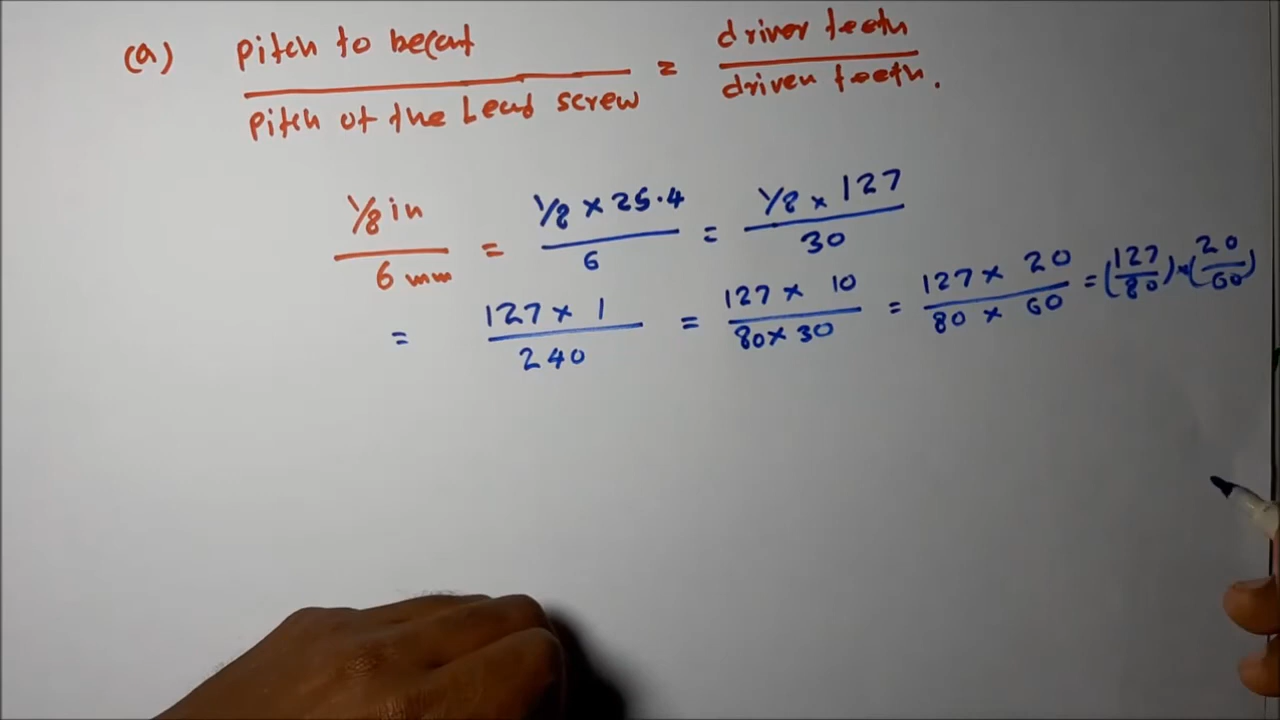 (a) pitch to be cut / pitch of the Lead screw = driver teeth / driven teeth.
1/8 in / 6 mm = 1/8 × 25.4 / 6 = 1/8 × 127 / 30
= 127 × 1 / 240 = 127 × 10 / 80 × 30 = 127 × 20 / 80 × 60 = (127/80) × (20/60)